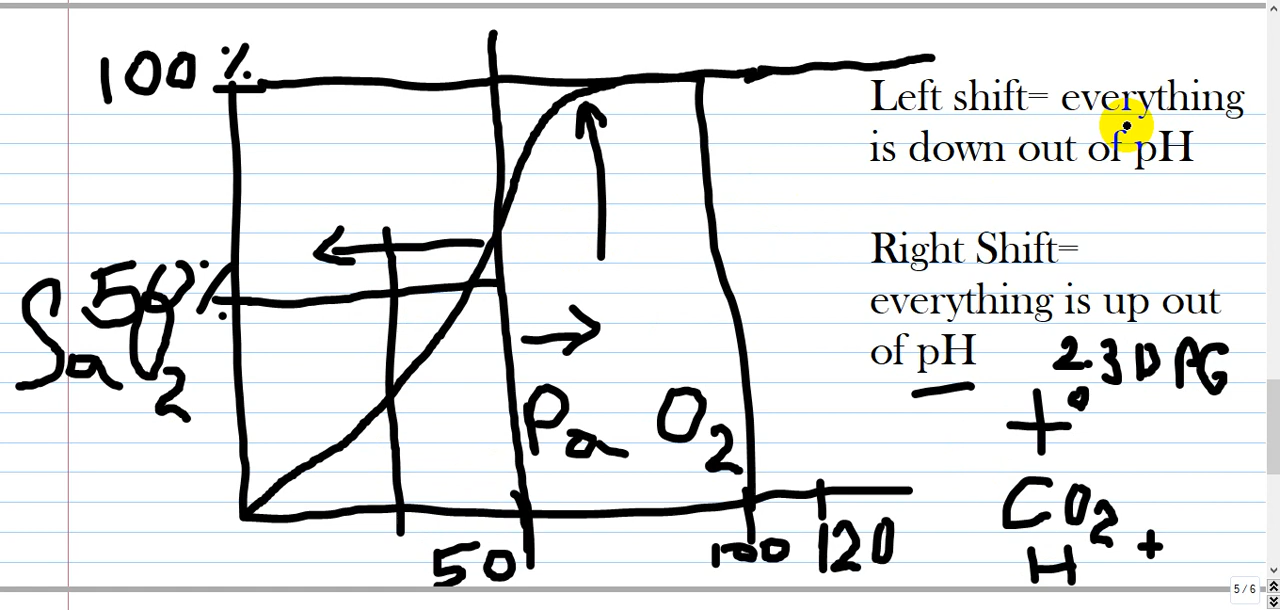 100 %
Left shift= everything
is down out of pH
Right Shift=
everything is up out
of pH
50%
SaO2
PaO2
2.3 DPG
+°
CO2
H +
50
100
120
5 / 6